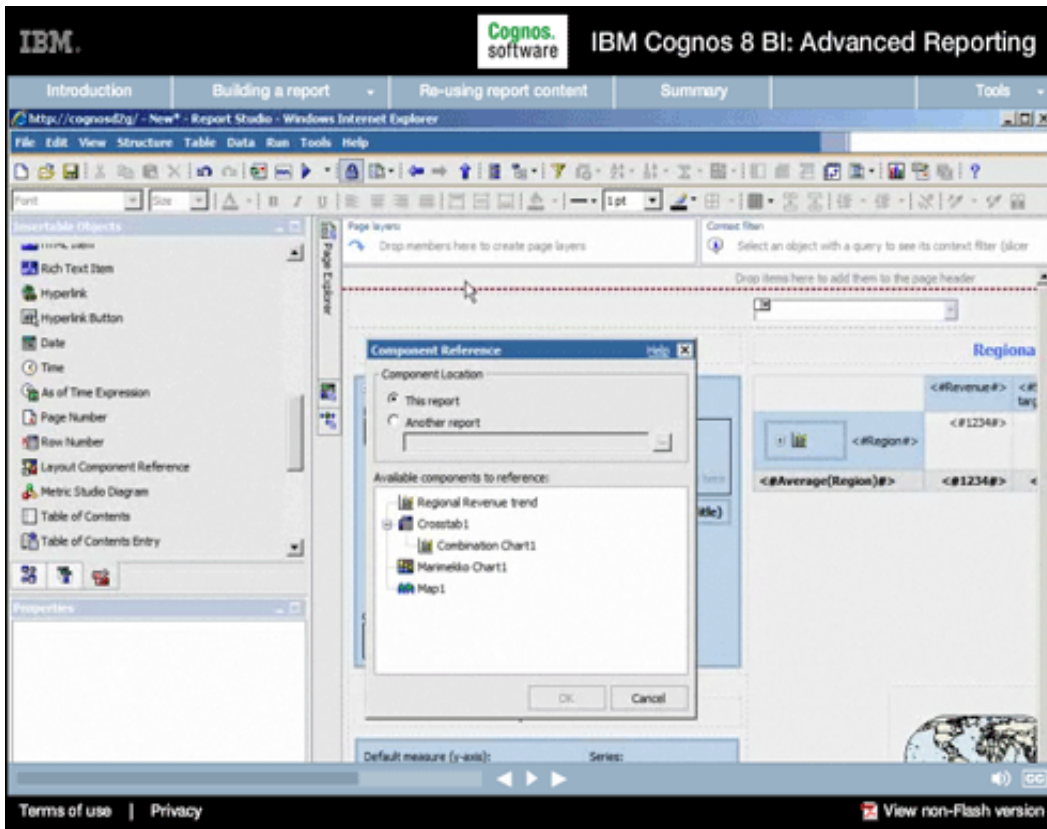 IBM.
Cognos.
software
IBM Cognos 8 BI: Advanced Reporting
Introduction
Building a report
Re-using report content
Summary
Tools
http://cognosd2g/ - New* - Report Studio - Windows Internet Explorer
File Edit View Structure Table Data Run Tools Help
Font
Size
1 pt
Insertable Objects
Rich Text Item
Hyperlink
Hyperlink Button
Date
Time
As of Time Expression
Page Number
Row Number
Layout Component Reference
Metric Studio Diagram
Table of Contents
Table of Contents Entry
Properties
Page Explorer
Page layers
Drop members here to create page layers
Context filter
Select an object with a query to see its context filter (slicer
Drop items here to add them to the page header
Component Reference
Help
Component Location
This report
Another report
Available components to reference:
Regional Revenue trend
Crosstab1
Combination Chart1
Marimekko Chart1
Map1
OK
Cancel
Regiona
<#Revenue#>
<#Region#>
<#1234#>
<#Average(Region)#>
<#1234#>
Default measure (y-axis):
Series:
Terms of use | Privacy
CC
View non-Flash version